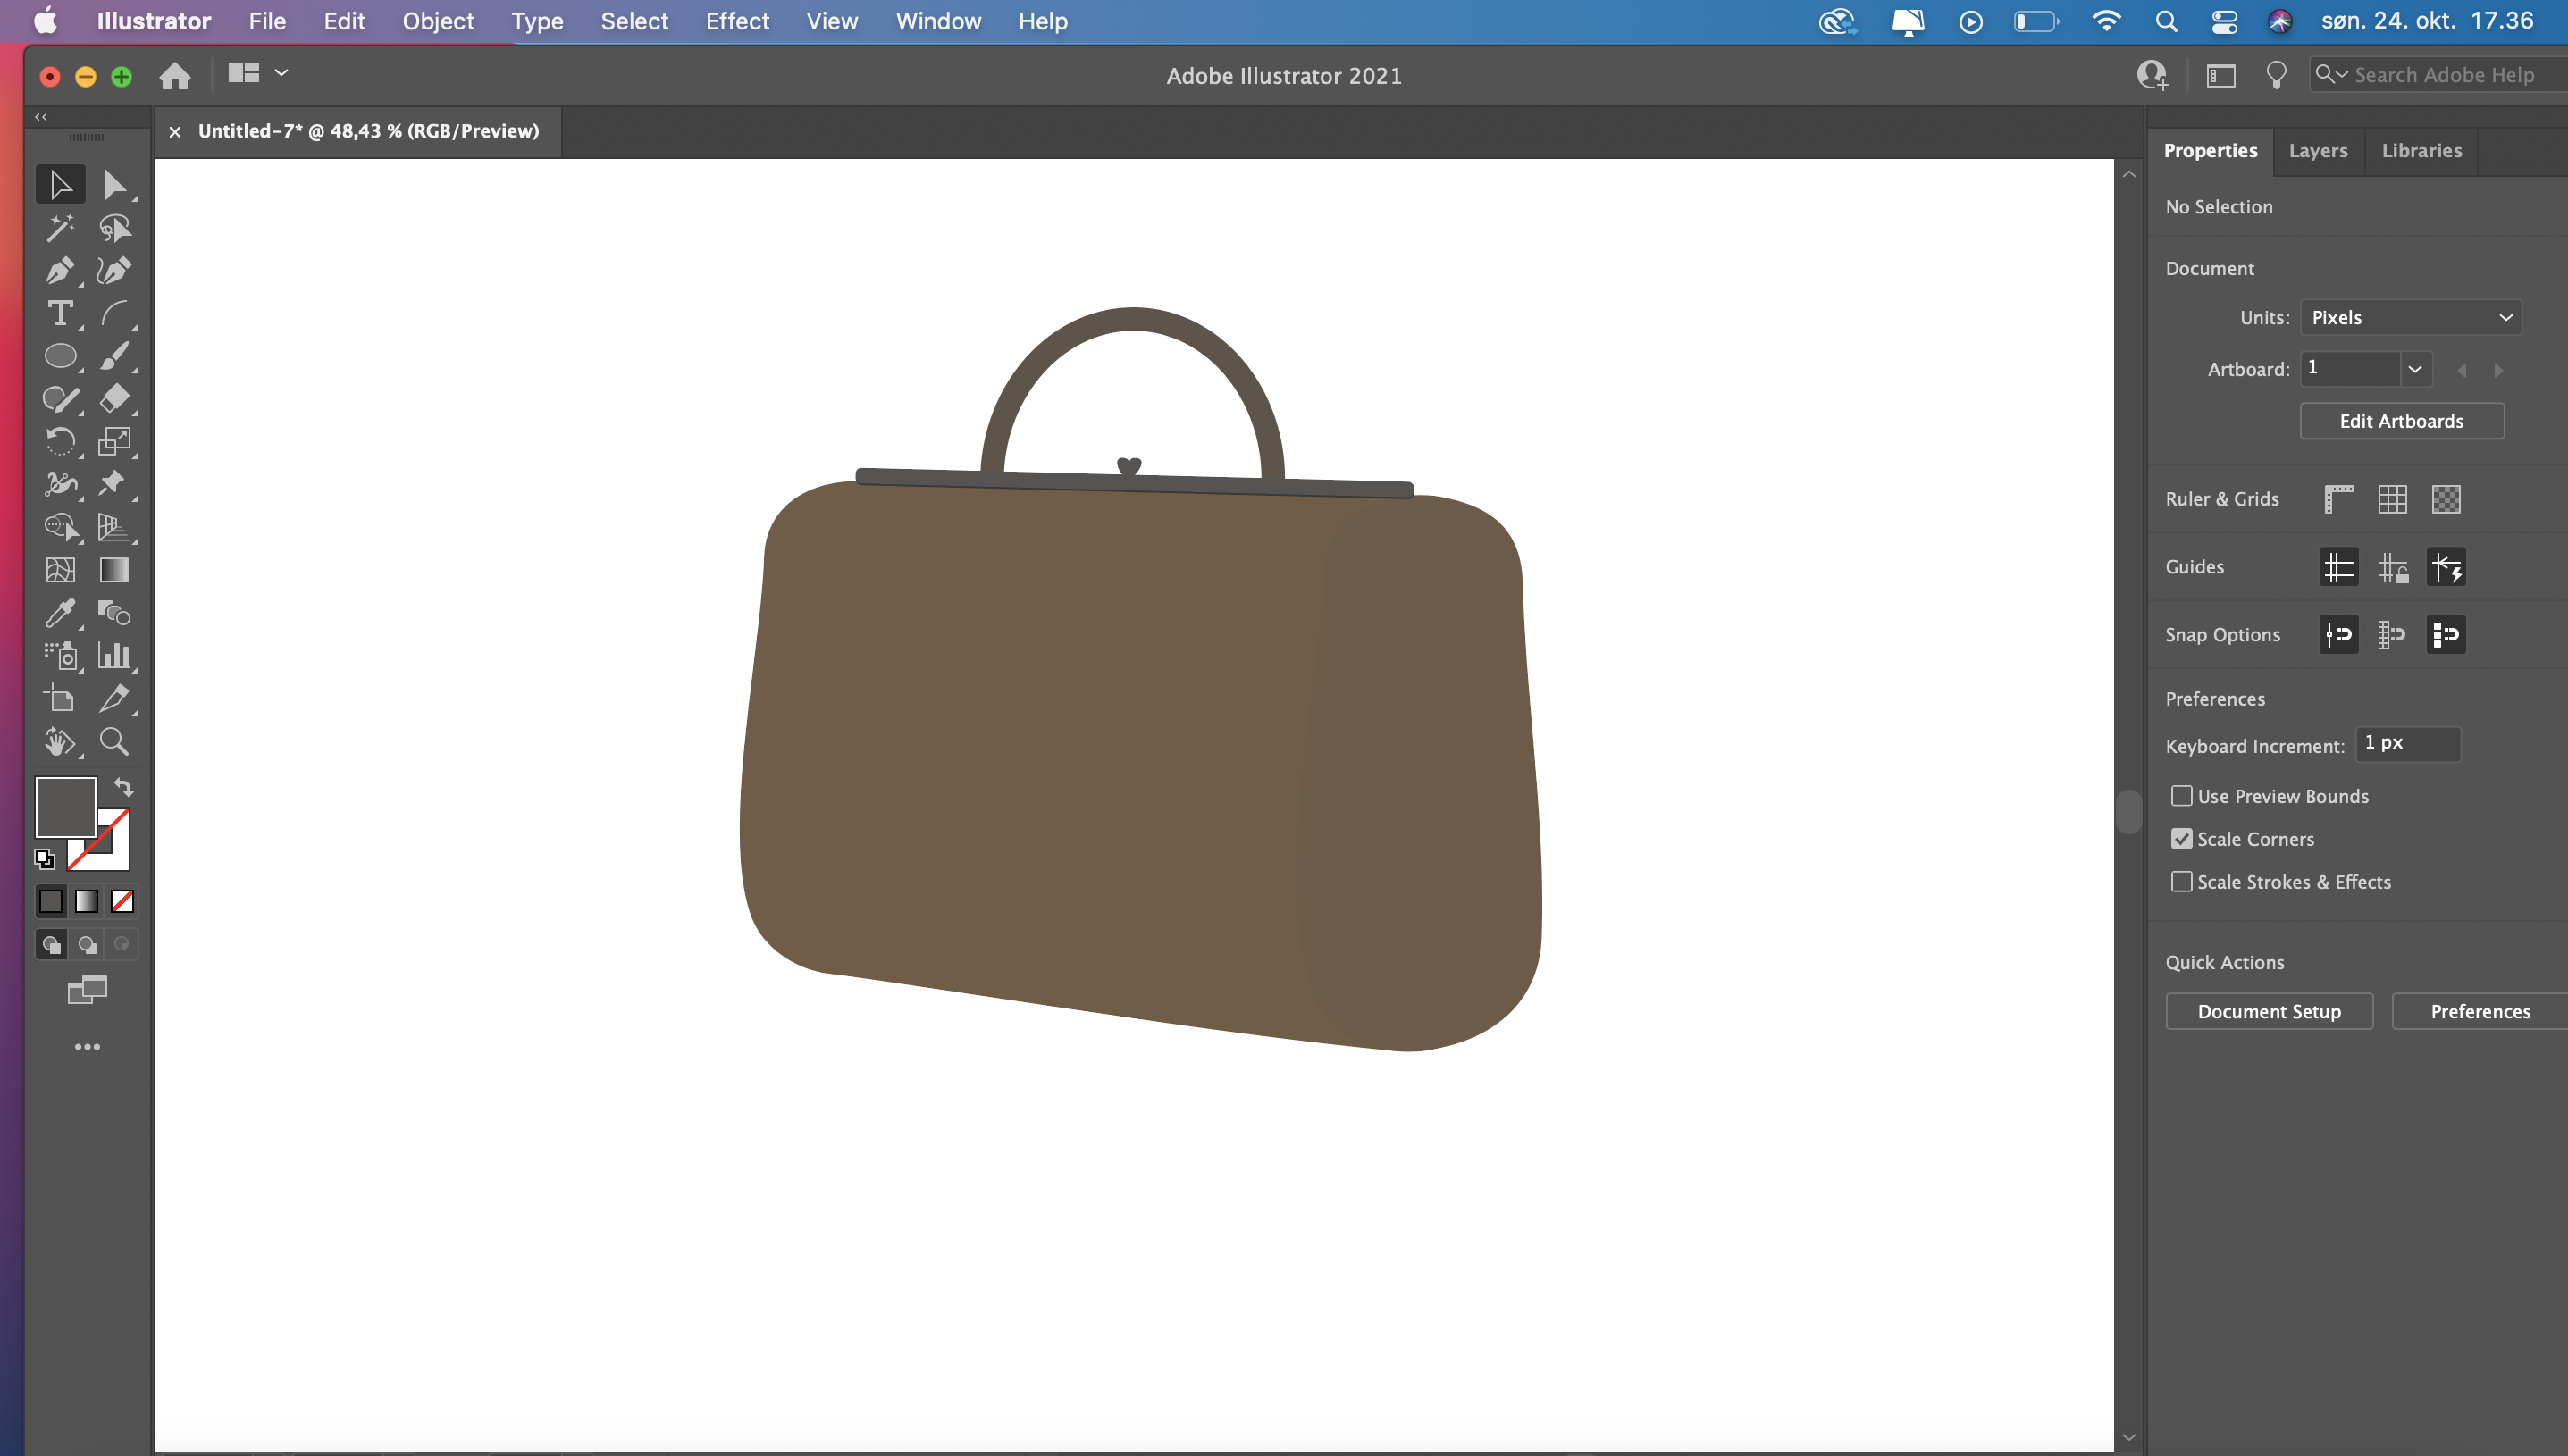 Illustrator File Edit Object Type Select Effect View Window Help søn. 24. okt. 17.36
Adobe Illustrator 2021
Search Adobe Help
× Untitled-7* @ 48,43 % (RGB/Preview)
Properties Layers Libraries
No Selection
Document
Units: Pixels
Artboard: 1
Edit Artboards
Ruler & Grids
Guides
Snap Options
Preferences
Keyboard Increment: 1 px
Use Preview Bounds
Scale Corners
Scale Strokes & Effects
Quick Actions
Document Setup Preferences